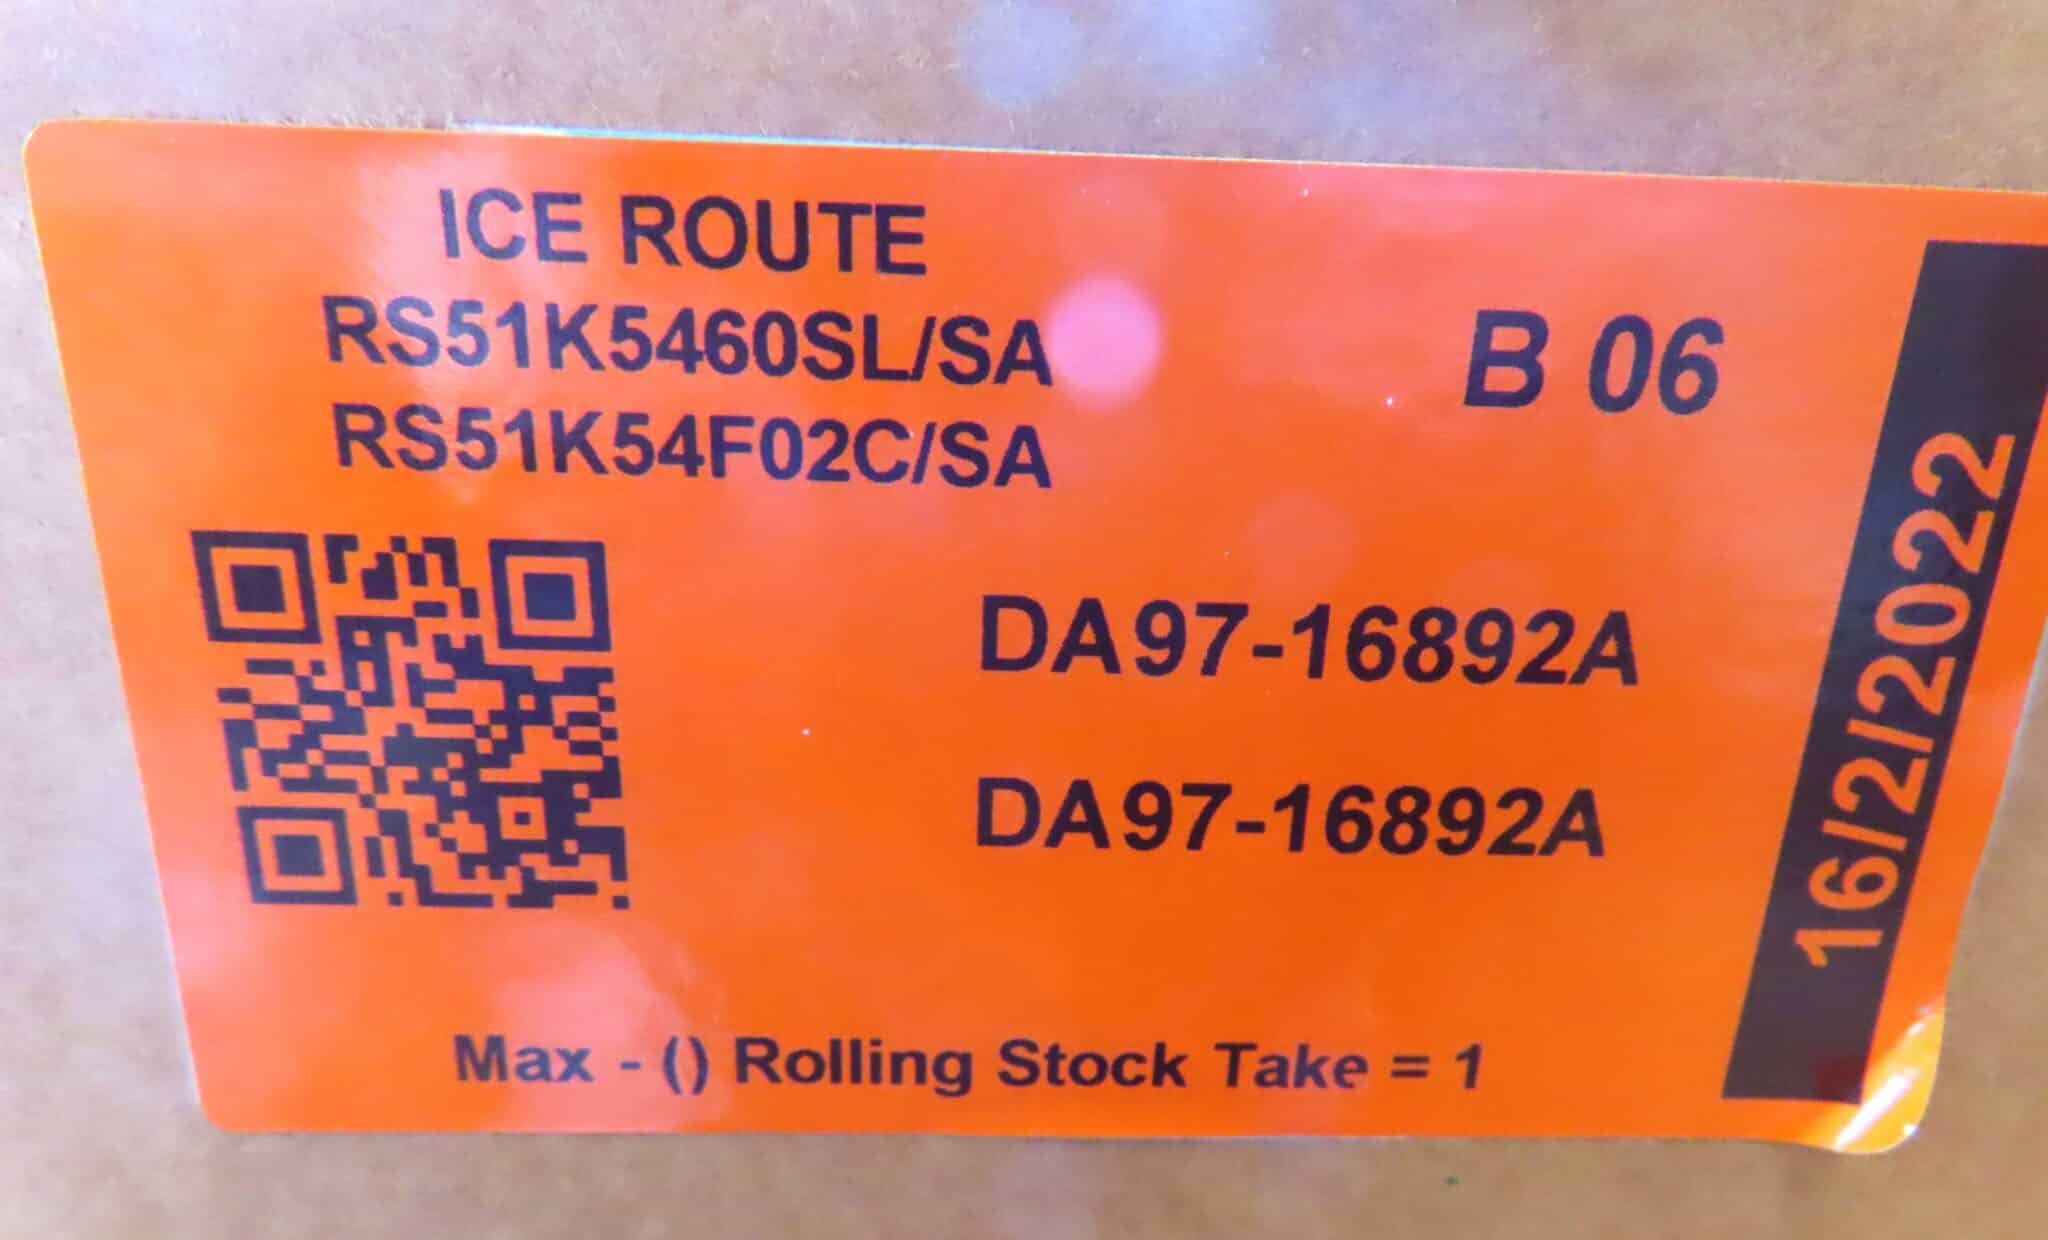 ICE ROUTE
RS51K5460SL/SA
RS51K54F02C/SA
B 06
DA97-16892A
DA97-16892A
Max - () Rolling Stock Take = 1
16/2/2022